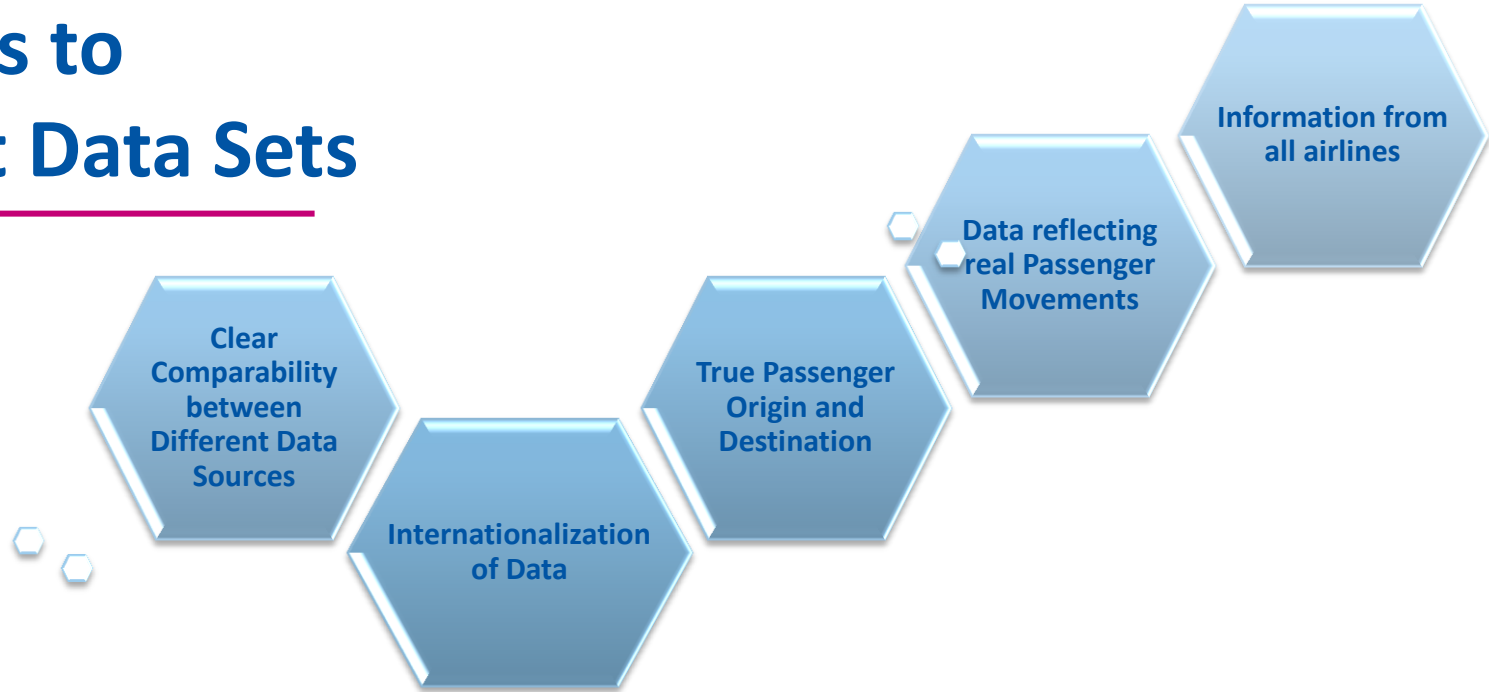 s to
t Data Sets
Clear
Comparability
between
Different Data
Sources
Internationalization
of Data
True Passenger
Origin and
Destination
Data reflecting
real Passenger
Movements
Information from
all airlines